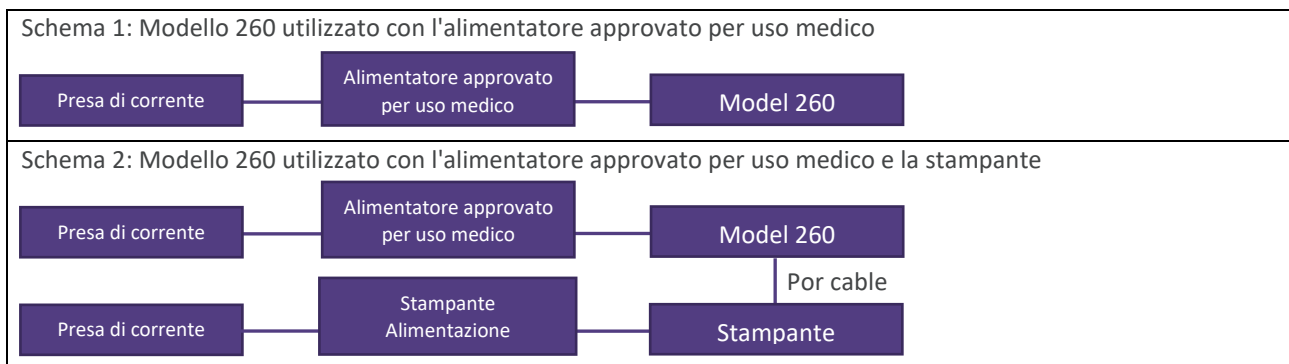 Schema 1: Modello 260 utilizzato con l'alimentatore approvato per uso medico
Presa di corrente
Alimentatore approvato
per uso medico
Model 260
Schema 2: Modello 260 utilizzato con l'alimentatore approvato per uso medico e la stampante
Presa di corrente
Alimentatore approvato
per uso medico
Model 260
Por cable
Presa di corrente
Stampante
Alimentazione
Stampante